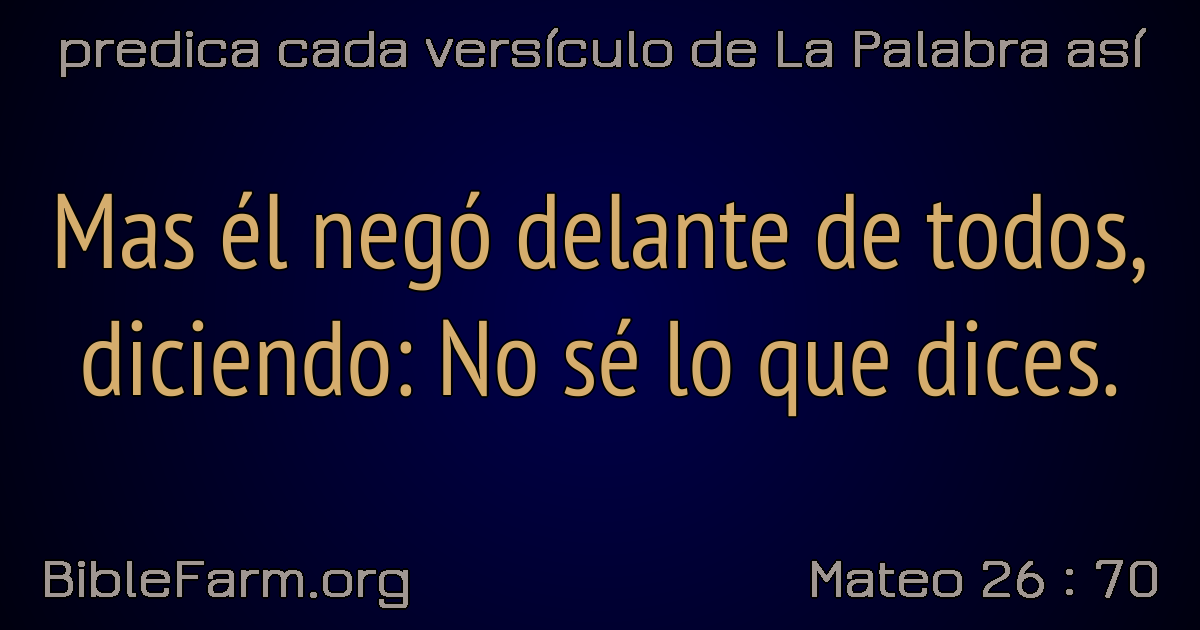 predica cada versículo de La Palabra así
Mas él negó delante de todos,
diciendo: No sé lo que dices.
BibleFarm.org
Mateo 26 : 70